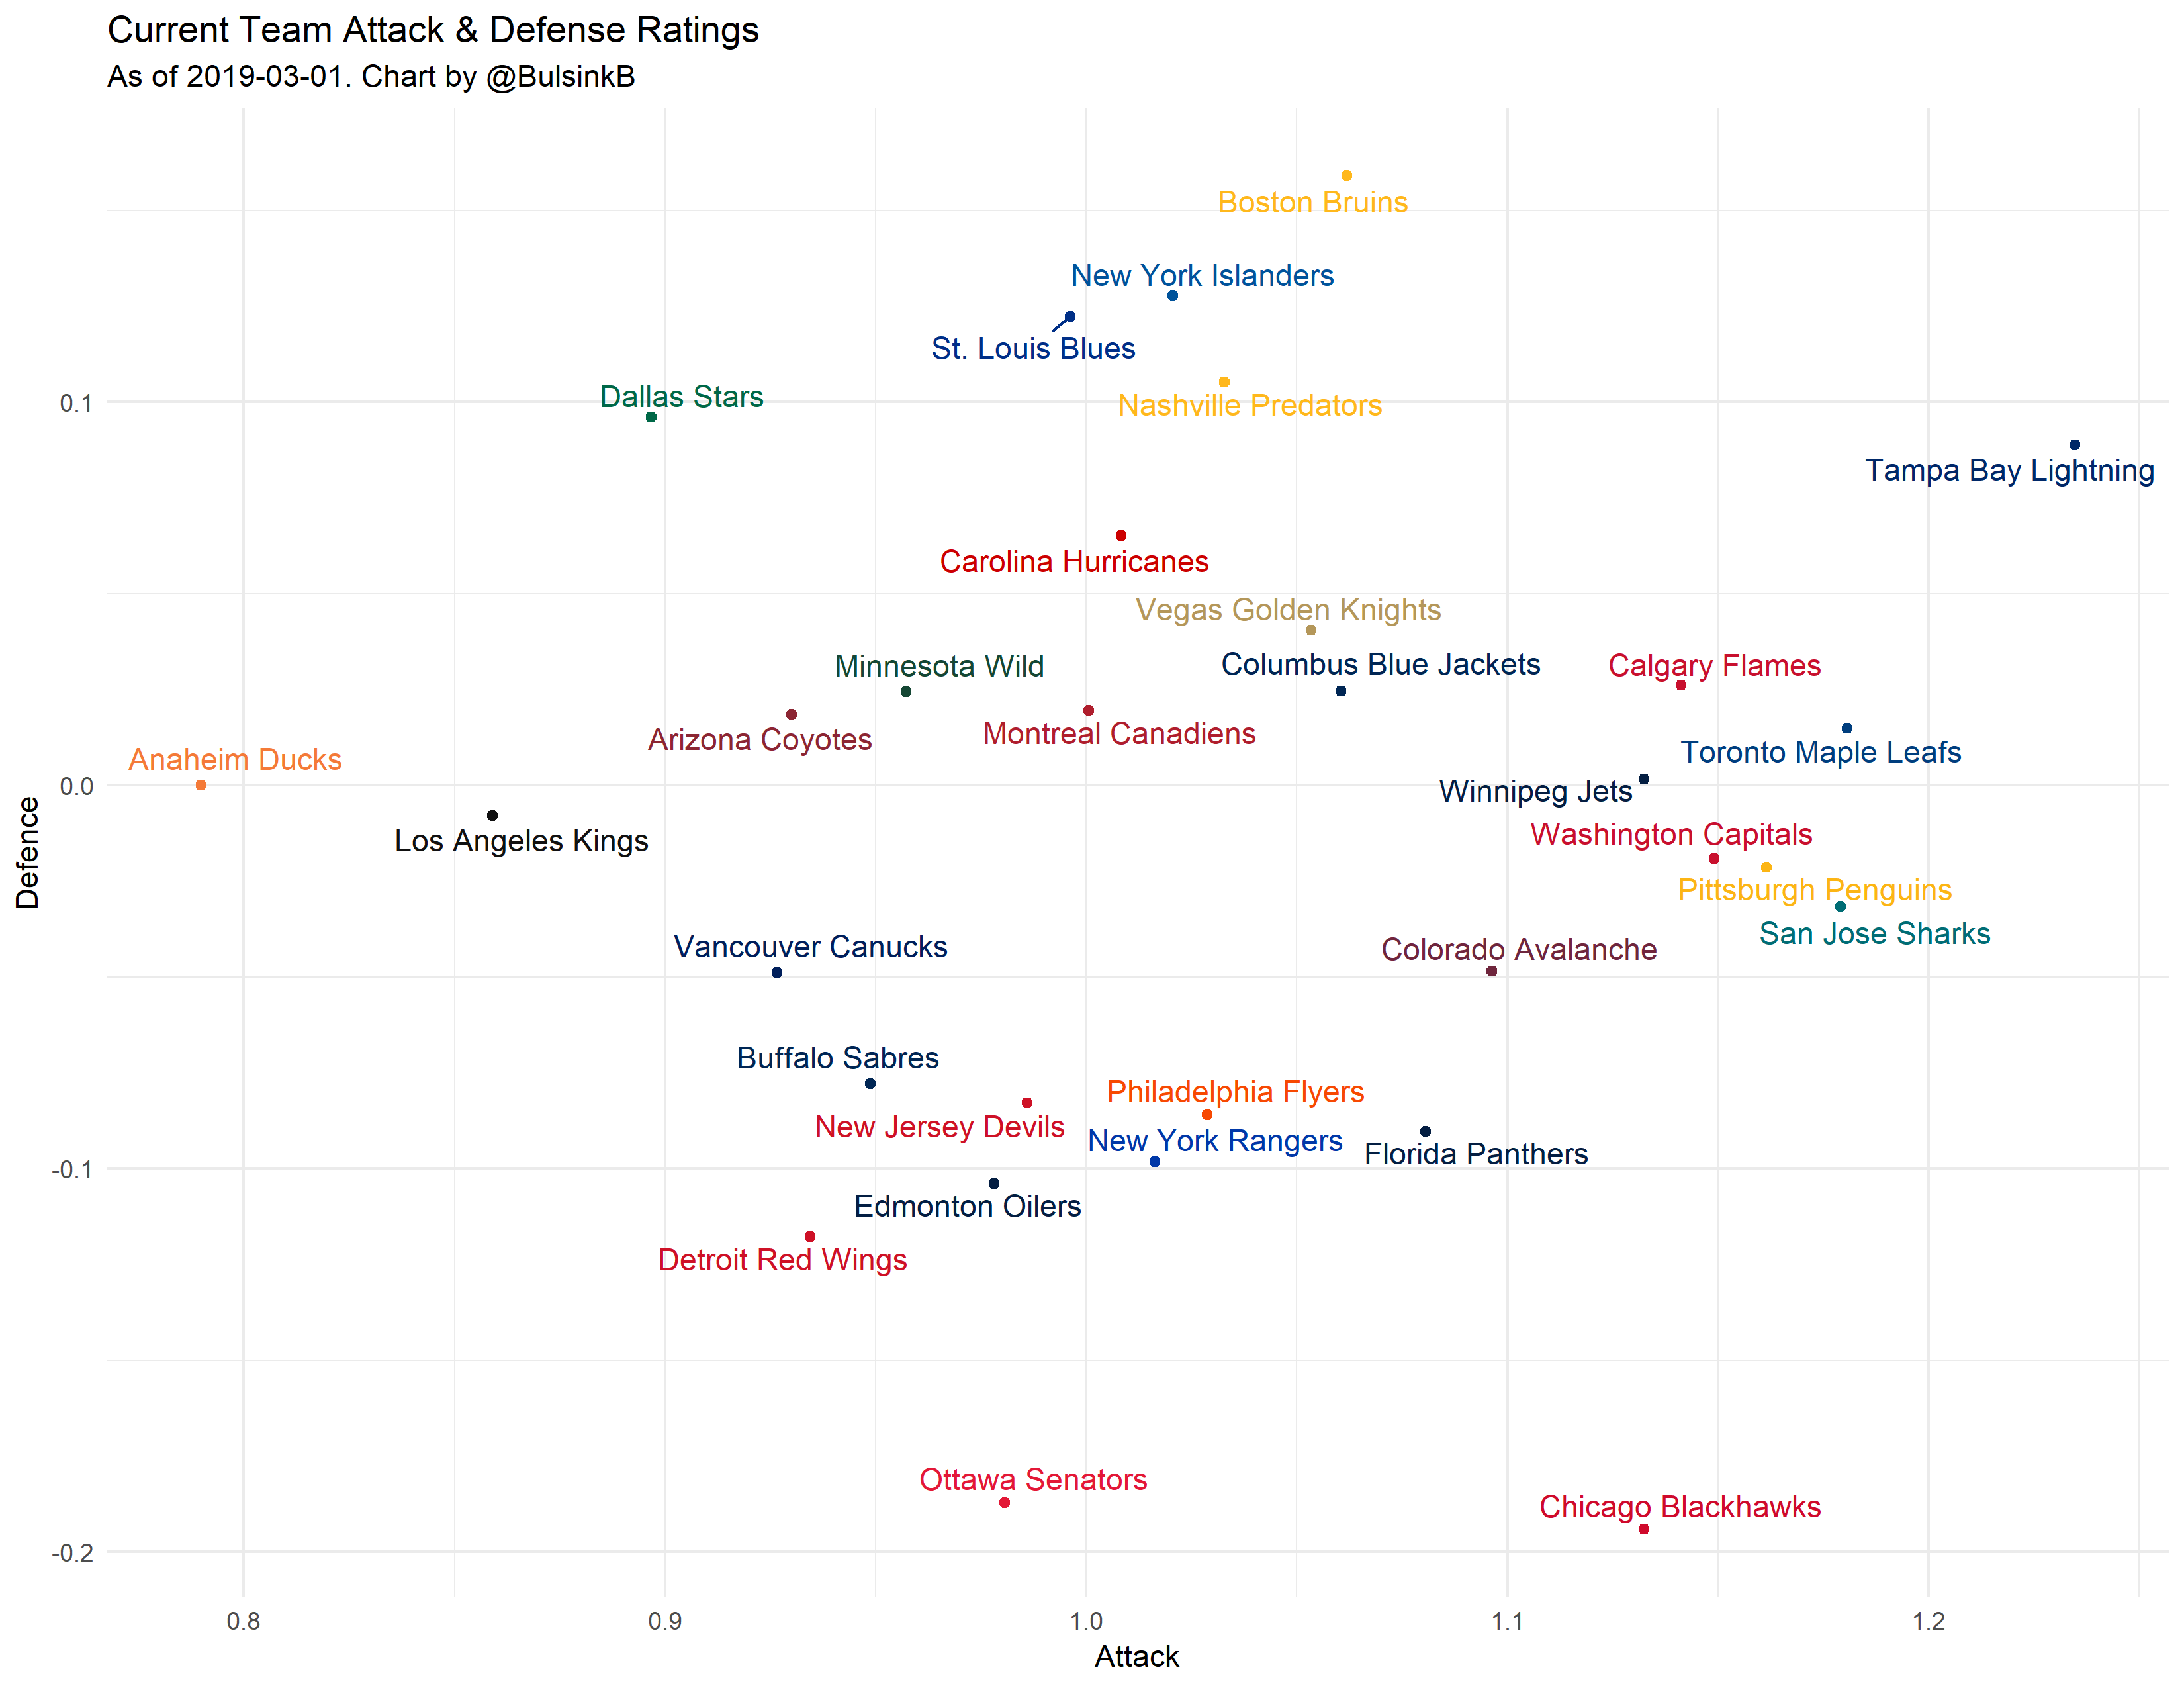 Current Team Attack & Defense Ratings
As of 2019-03-01. Chart by @BulsinkB
Boston Bruins
New York Islanders
St. Louis Blues
Dallas Stars
Nashville Predators
Tampa Bay Lightning
Carolina Hurricanes
Vegas Golden Knights
Columbus Blue Jackets
Minnesota Wild
Calgary Flames
Arizona Coyotes
Montreal Canadiens
Toronto Maple Leafs
Anaheim Ducks
Winnipeg Jets
Washington Capitals
Los Angeles Kings
Pittsburgh Penguins
San Jose Sharks
Vancouver Canucks
Colorado Avalanche
Buffalo Sabres
Philadelphia Flyers
New Jersey Devils
New York Rangers
Florida Panthers
Edmonton Oilers
Detroit Red Wings
Ottawa Senators
Chicago Blackhawks
0.1
0.0
-0.1
-0.2
Defence
0.8
0.9
1.0
1.1
1.2
Attack